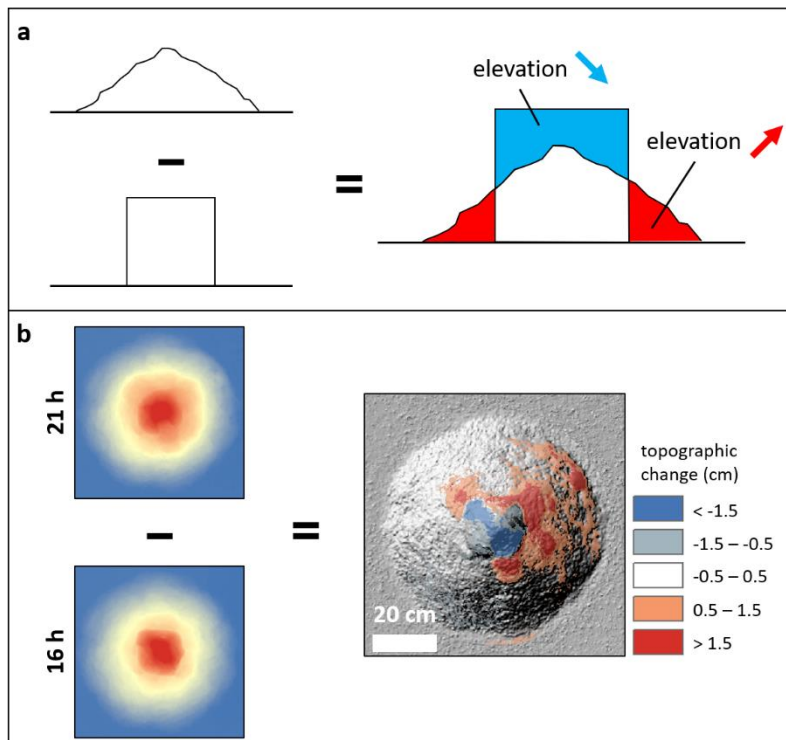 a
elevation
elevation
–
=
b
21 h
–
16 h
=
20 cm
topographic
change (cm)
< -1.5
-1.5 – -0.5
-0.5 – 0.5
0.5 – 1.5
> 1.5